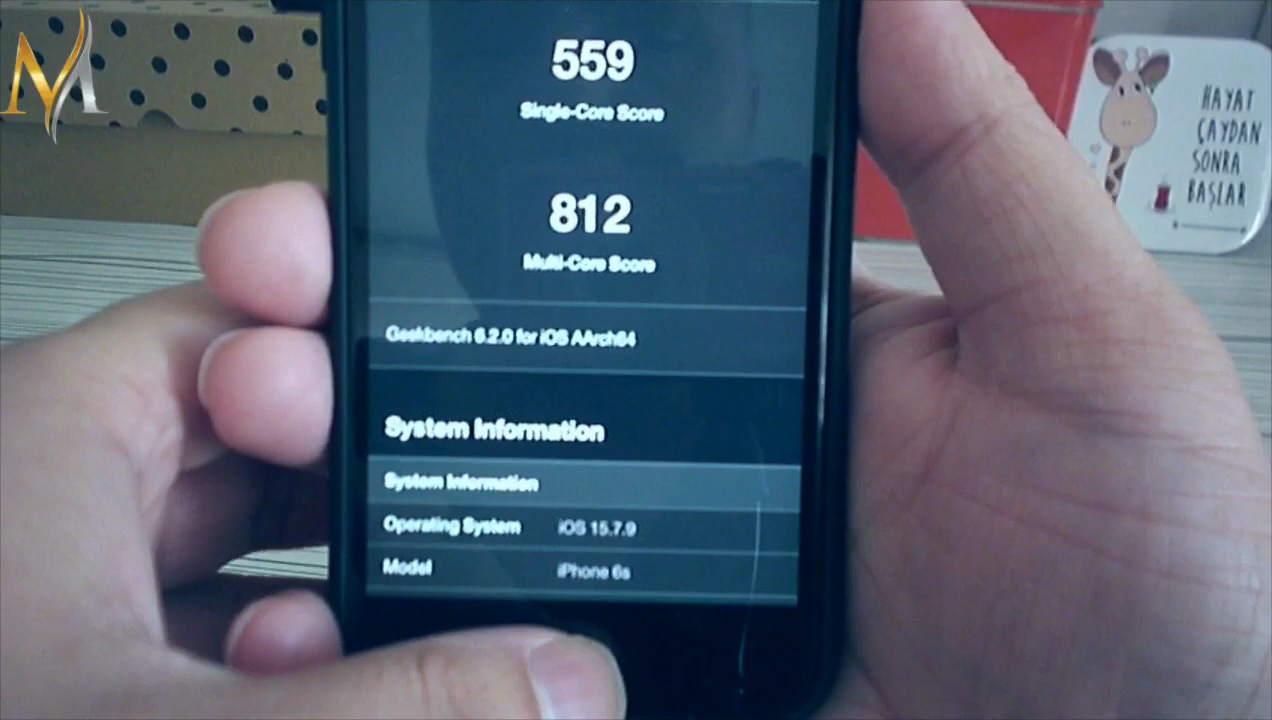 559
Single-Core Score
812
Multi-Core Score
Geekbench 6.2.0 for iOS AArch64
System Information
System Information
Operating System iOS 15.7.9
Model iPhone 6s
HAYAT
ÇAYDAN
SONRA
BAŞLAR